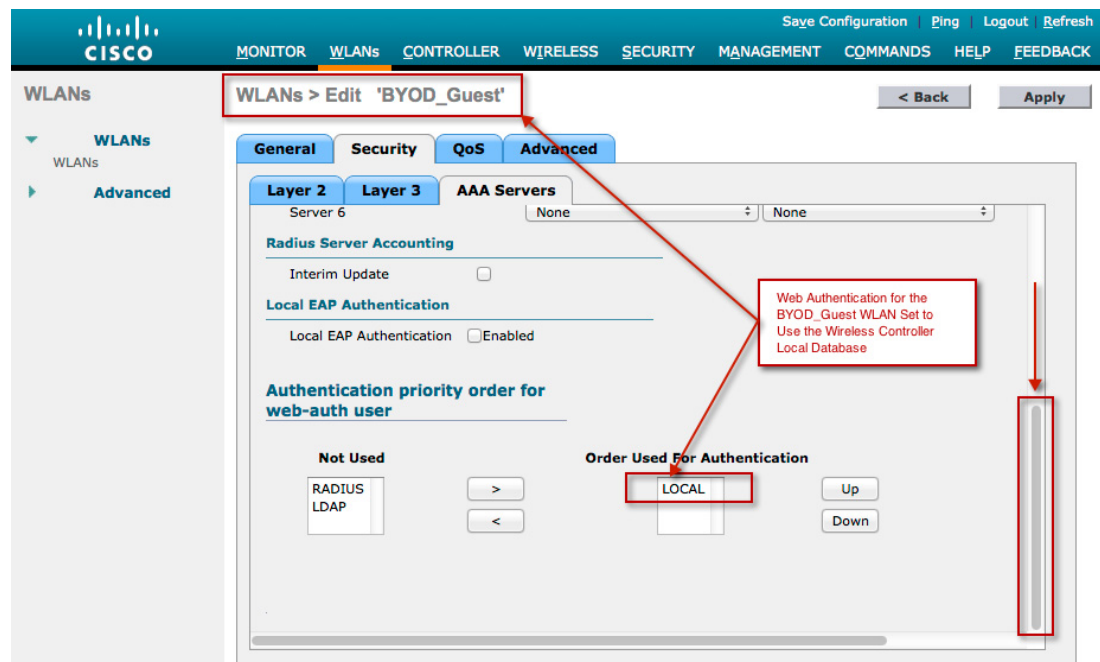 Save Configuration | Ping | Logout | Refresh
CISCO
MONITOR WLANs CONTROLLER WIRELESS SECURITY MANAGEMENT COMMANDS HELP FEEDBACK
WLANs
WLANs > Edit 'BYOD_Guest'
< Back
Apply
WLANs
WLANs
Advanced
General Security QoS Advanced
Layer 2 Layer 3 AAA Servers
Server 6 None None
Radius Server Accounting
Interim Update
Local EAP Authentication
Local EAP Authentication Enabled
Web Authentication for the
BYOD_Guest WLAN Set to
Use the Wireless Controller
Local Database
Authentication priority order for
web-auth user
Not Used Order Used For Authentication
RADIUS > LOCAL Up
LDAP
< Down